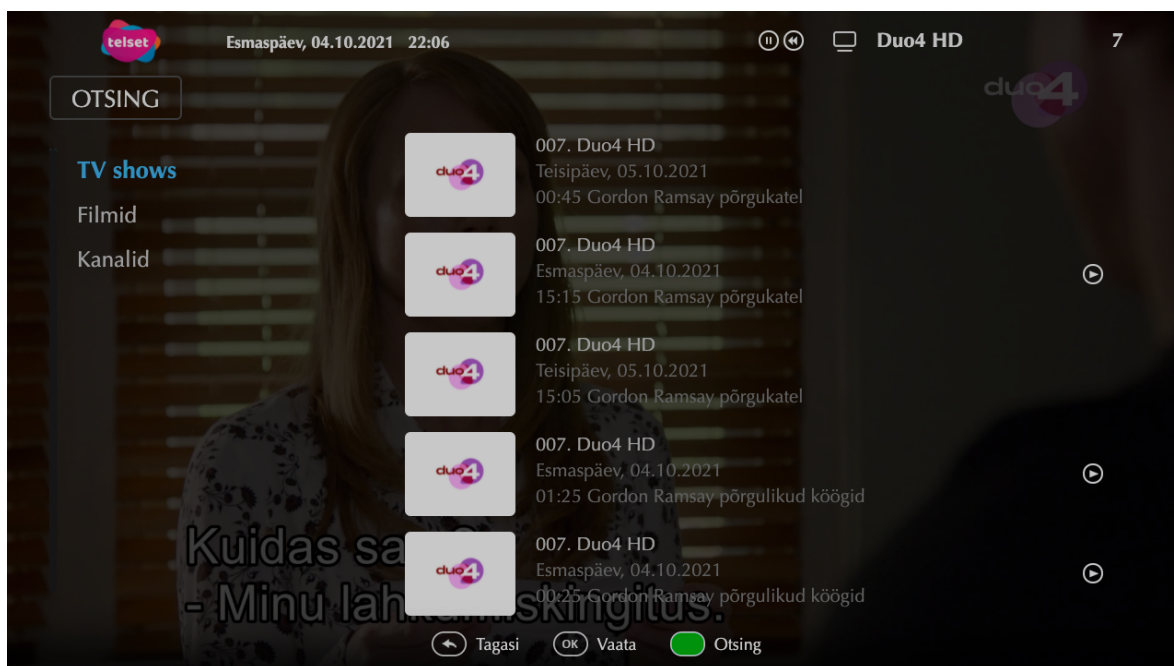 telset
Esmaspäev, 04.10.2021 22:06
Duo4 HD
7
OTSING
duo4
TV shows
Filmid
Kanalid
duo4
007. Duo4 HD
Teisipäev, 05.10.2021
00:45 Gordon Ramsay põrgukatel
duo4
007. Duo4 HD
Esmaspäev, 04.10.2021
15:15 Gordon Ramsay põrgukatel
duo4
007. Duo4 HD
Teisipäev, 05.10.2021
15:05 Gordon Ramsay põrgukatel
duo4
007. Duo4 HD
Esmaspäev, 04.10.2021
01:25 Gordon Ramsay põrgulikud köögid
duo4
007. Duo4 HD
Esmaspäev, 04.10.2021
00:25 Gordon Ramsay põrgulikud köögid
Kuidas
- Minu
Tagasi
OK Vaata
Otsing